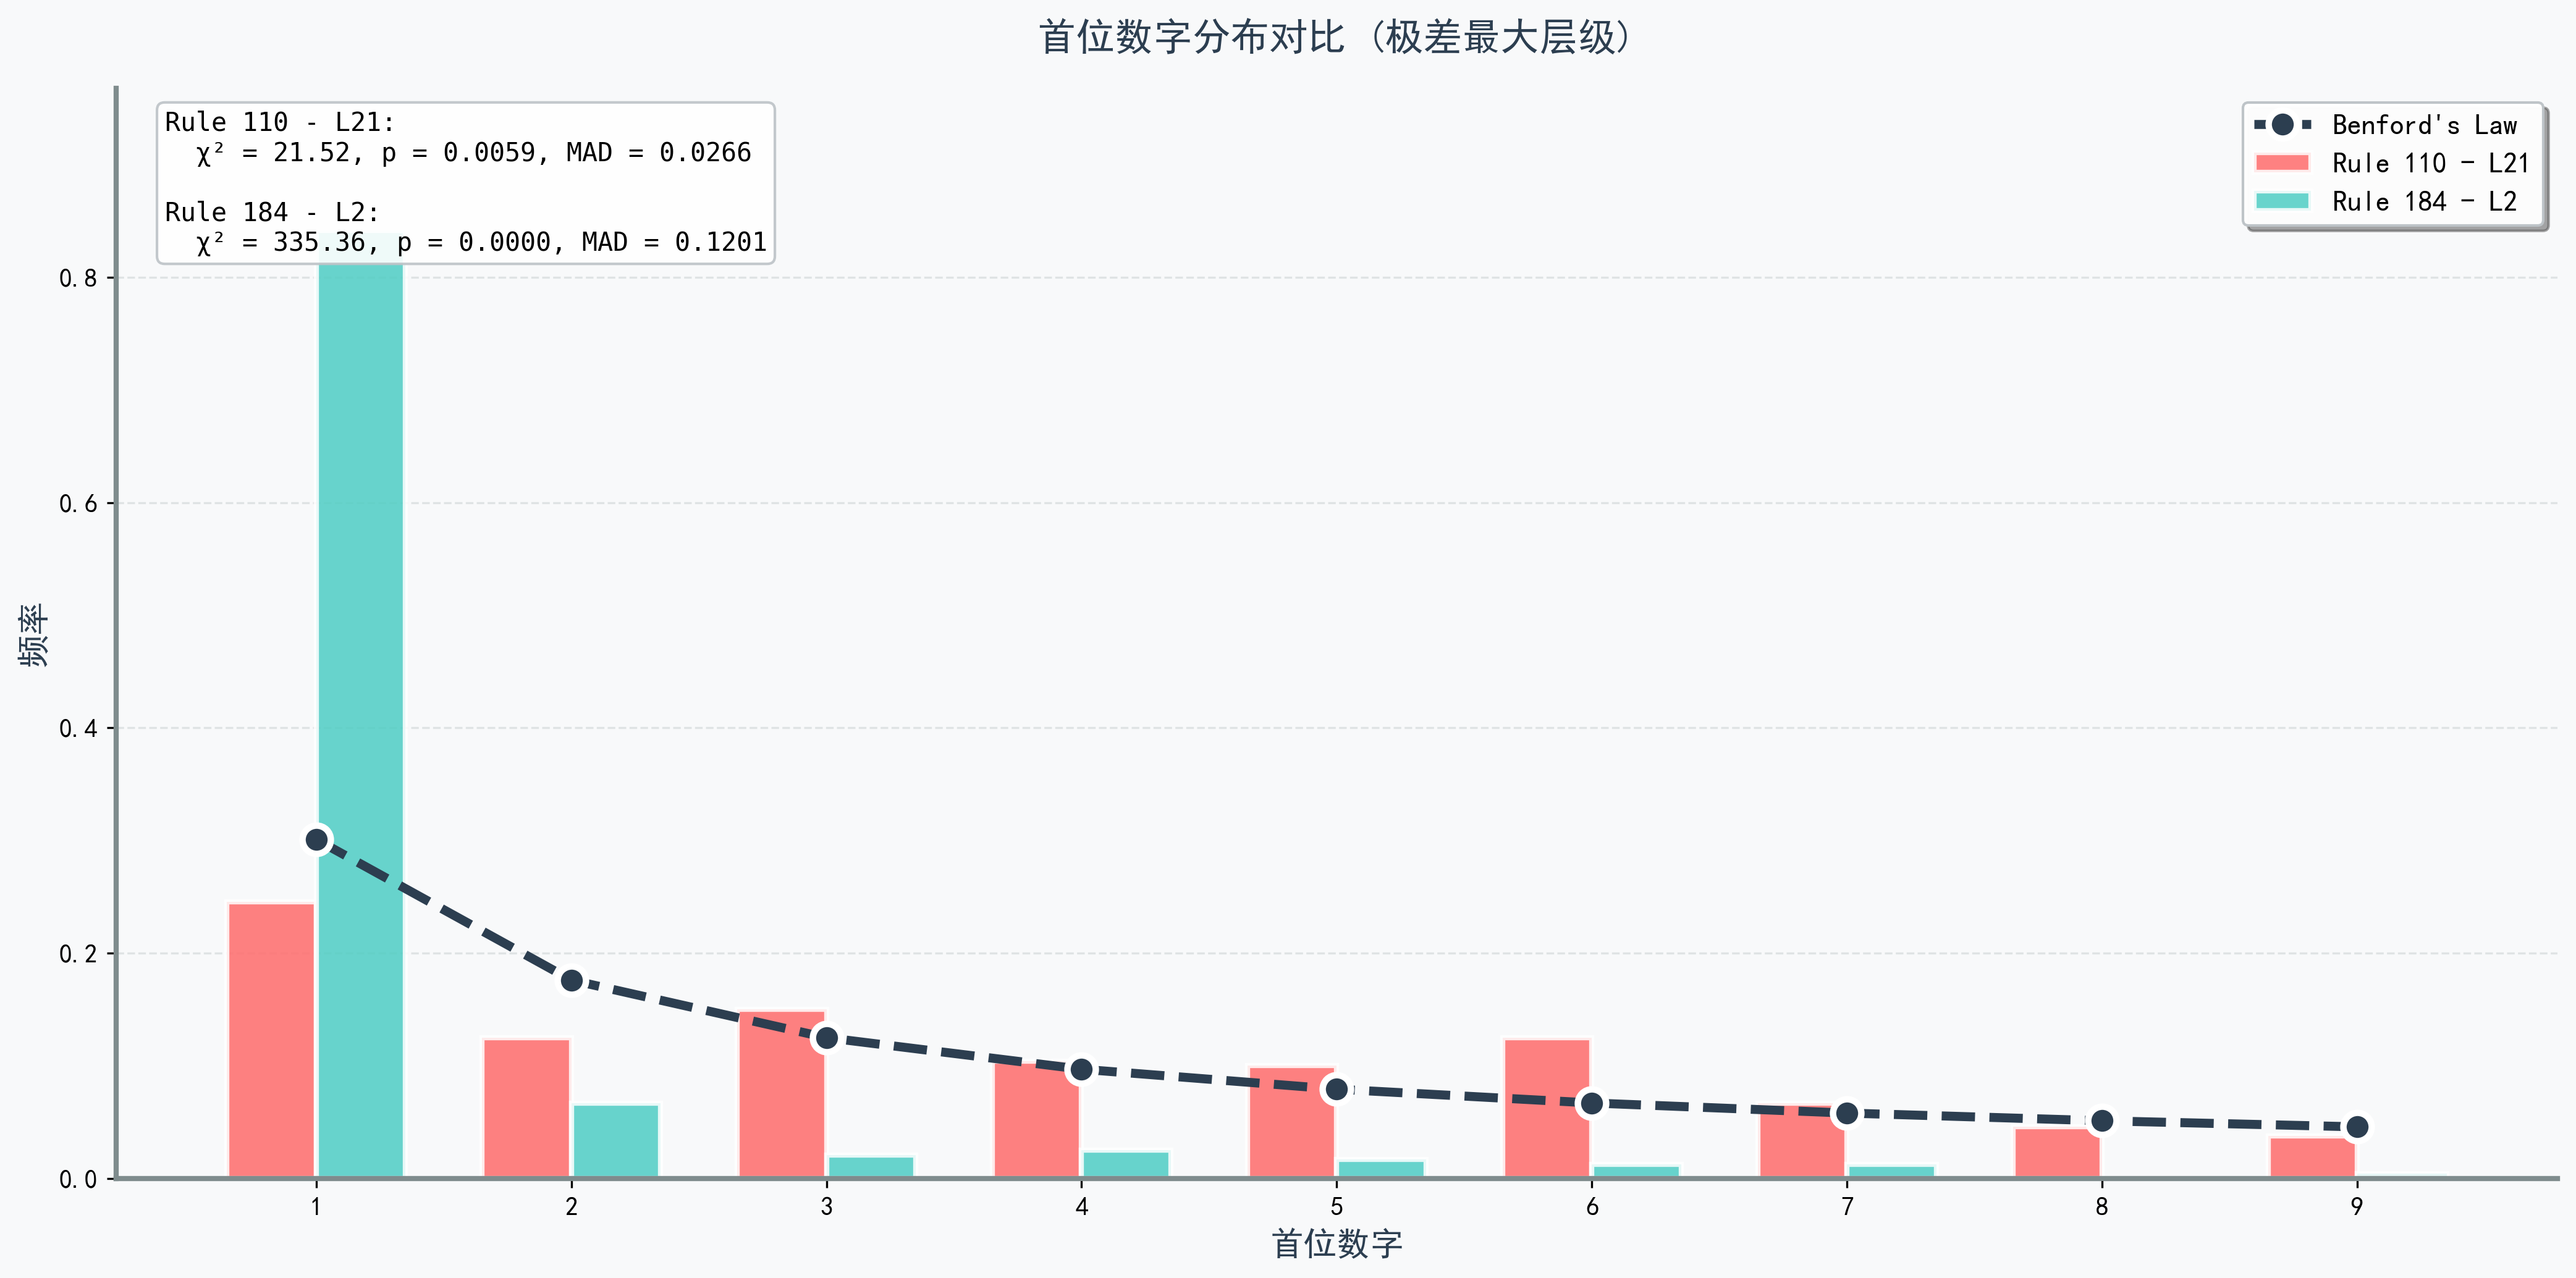 首位数字分布对比 (极差最大层级)
Rule 110 - L21:
χ² = 21.52, p = 0.0059, MAD = 0.0266
Rule 184 - L2:
χ² = 335.36, p = 0.0000, MAD = 0.1201
Benford's Law
Rule 110 - L21
Rule 184 - L2
频率
0.8
0.6
0.4
0.2
0.0
1 2 3 4 5 6 7 8 9
首位数字